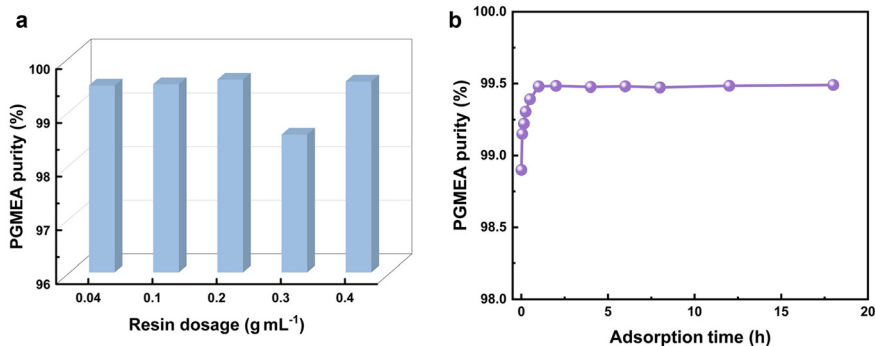 a
100
99
98
97
96
PGMEA purity (%)
0.04 0.1 0.2 0.3 0.4
Resin dosage (g mL⁻¹)
b
100.0
99.5
99.0
98.5
98.0
PGMEA purity (%)
0 5 10 15 20
Adsorption time (h)